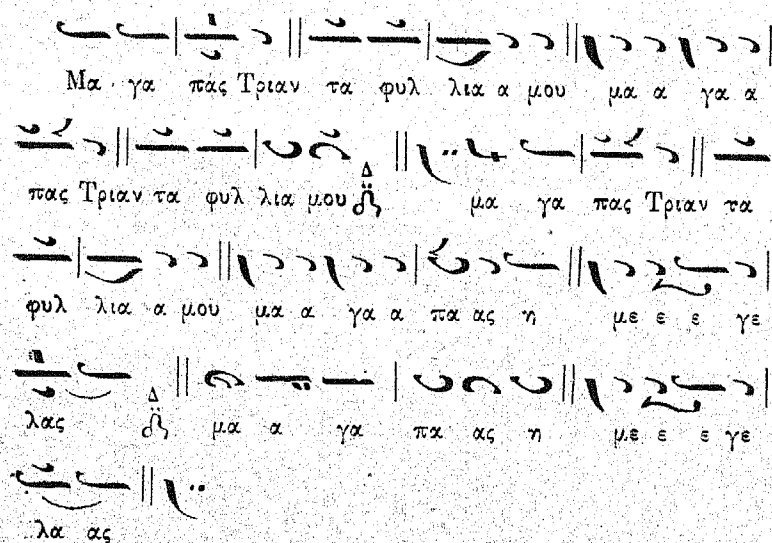 Μα γα πάς Τριαν τα φυλ λια α μου μα α γα α
πας Τριαν τα φυλ λια μου Δ μα γα πας Τριαν τα
φυλ λια α μου μα α γα α πα ας η με ε ε γε
λας Δ μα α γα πα ας η με ε ε γε
λα ας